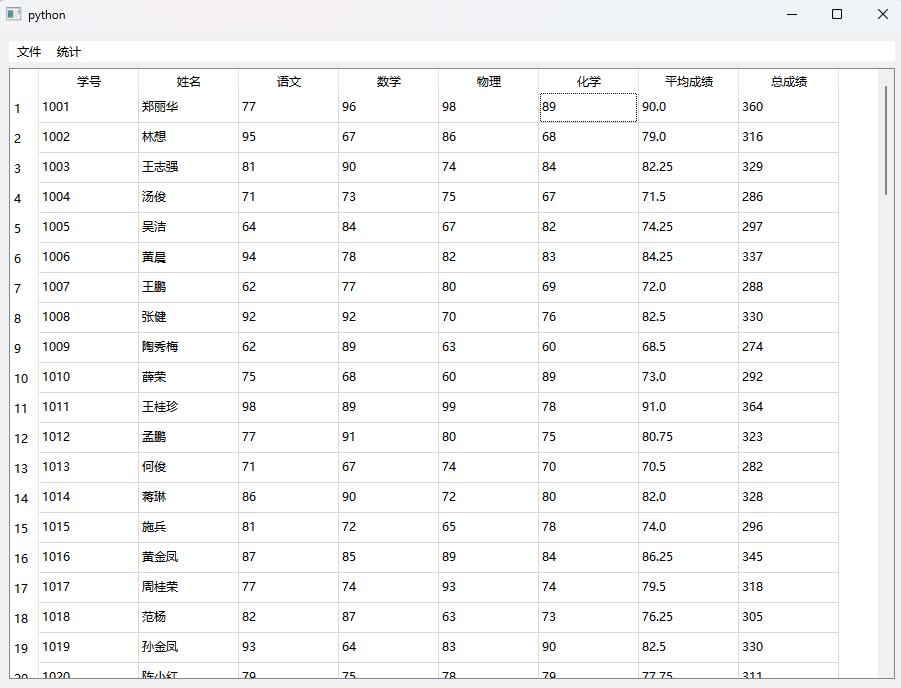 python
文件 统计
学号 姓名 语文 数学 物理 化学 平均成绩 总成绩
1 1001 郑丽华 77 96 98 89 90.0 360
2 1002 林想 95 67 86 68 79.0 316
3 1003 王志强 81 90 74 84 82.25 329
4 1004 汤俊 71 73 75 67 71.5 286
5 1005 吴洁 64 84 67 82 74.25 297
6 1006 黄晨 94 78 82 83 84.25 337
7 1007 王鹏 62 77 80 69 72.0 288
8 1008 张健 92 92 70 76 82.5 330
9 1009 陶秀梅 62 89 63 60 68.5 274
10 1010 薛荣 75 68 60 89 73.0 292
11 1011 王桂珍 98 89 99 78 91.0 364
12 1012 孟鹏 77 91 80 75 80.75 323
13 1013 何俊 71 67 74 70 70.5 282
14 1014 蒋琳 86 90 72 80 82.0 328
15 1015 施兵 81 72 65 78 74.0 296
16 1016 黄金凤 87 85 89 84 86.25 345
17 1017 周桂荣 77 74 93 74 79.5 318
18 1018 范杨 82 87 63 73 76.25 305
19 1019 孙金凤 93 64 83 90 82.5 330
20 1020 陈小红 79 75 78 79 77.75 311